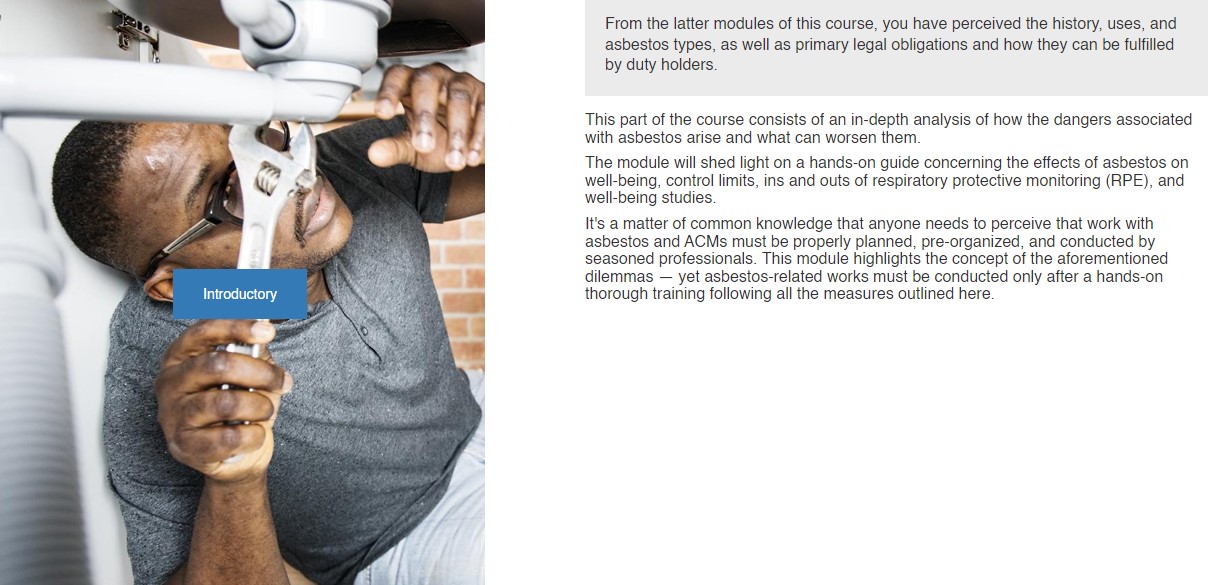 Introductory
From the latter modules of this course, you have perceived the history, uses, and
asbestos types, as well as primary legal obligations and how they can be fulfilled
by duty holders.
This part of the course consists of an in-depth analysis of how the dangers associated
with asbestos arise and what can worsen them.
The module will shed light on a hands-on guide concerning the effects of asbestos on
well-being, control limits, ins and outs of respiratory protective monitoring (RPE), and
well-being studies.
It's a matter of common knowledge that anyone needs to perceive that work with
asbestos and ACMs must be properly planned, pre-organized, and conducted by
seasoned professionals. This module highlights the concept of the aforementioned
dilemmas — yet asbestos-related works must be conducted only after a hands-on
thorough training following all the measures outlined here.